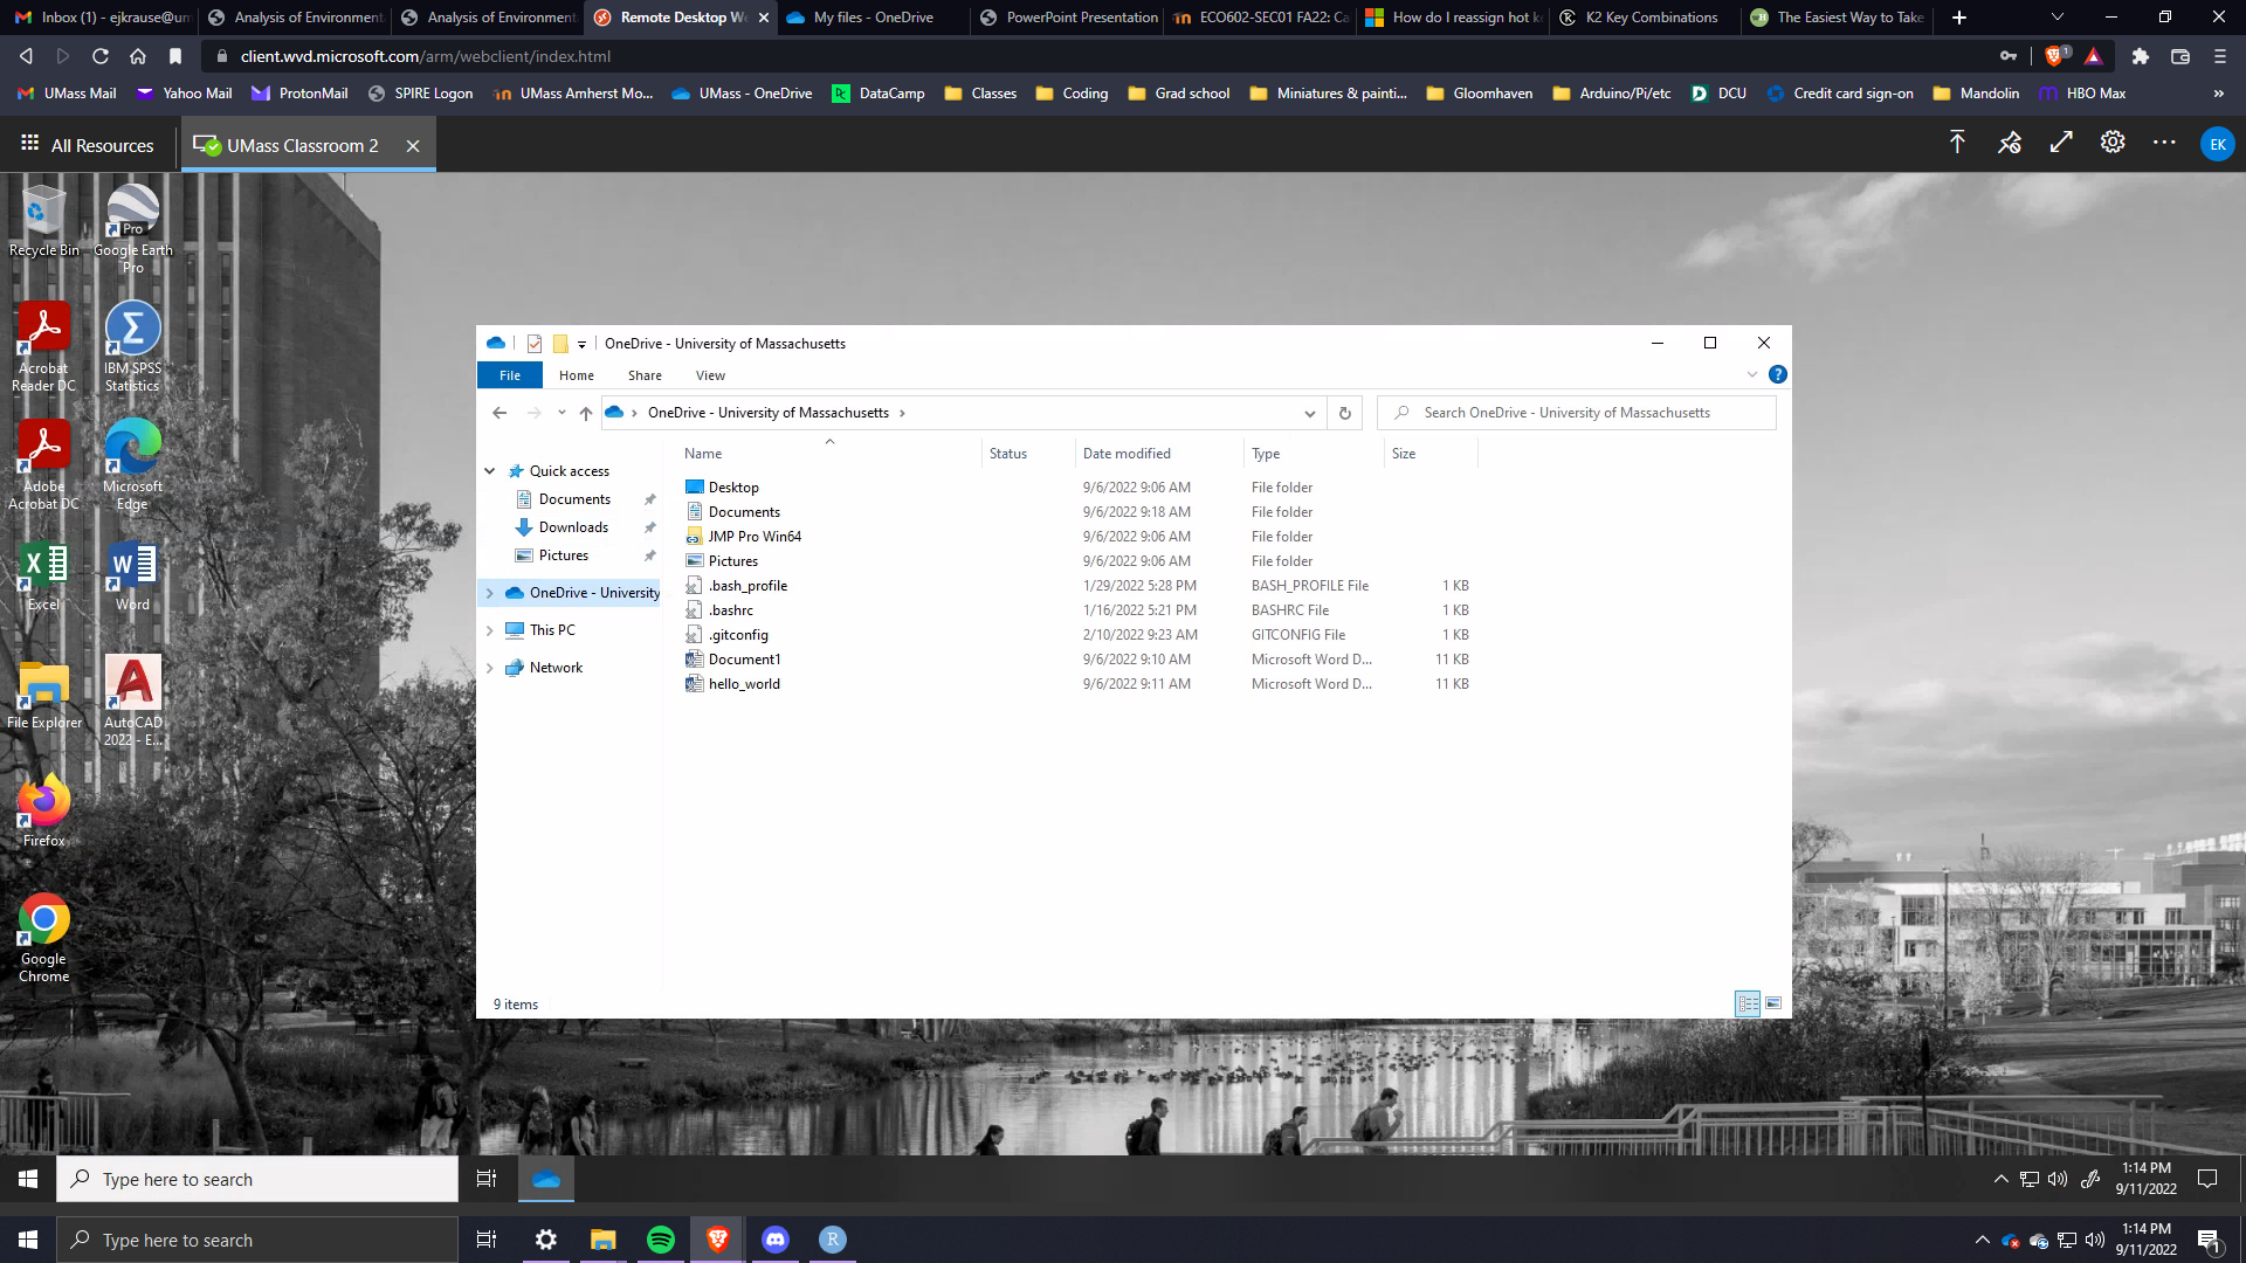 Inbox (1) - ejkrause@um
Analysis of Environment
Analysis of Environment
Remote Desktop We
My files - OneDrive
PowerPoint Presentation
ECO602-SEC01 FA22: Ca
How do I reassign hot k
K2 Key Combinations
The Easiest Way to Take
client.wvd.microsoft.com/arm/webclient/index.html
1
UMass Mail
Yahoo Mail
ProtonMail
SPIRE Logon
UMass Amherst Mo...
UMass - OneDrive
DataCamp
Classes
Coding
Grad school
Miniatures & painti...
Gloomhaven
Arduino/Pi/etc
DCU
Credit card sign-on
Mandolin
HBO Max
»
All Resources
UMass Classroom 2
EK
Recycle Bin
Pro
Google Earth
Pro
Acrobat
Reader DC
IBM SPSS
Statistics
Adobe
Acrobat DC
Microsoft
Edge
Excel
Word
File Explorer
AutoCAD
2022 - E...
Firefox
Google
Chrome
OneDrive - University of Massachusetts
File
Home
Share
View
OneDrive - University of Massachusetts
Search OneDrive - University of Massachusetts
Quick access
Documents
Downloads
Pictures
OneDrive - University
This PC
Network
Name Status Date modified Type Size
Desktop 9/6/2022 9:06 AM File folder
Documents 9/6/2022 9:18 AM File folder
JMP Pro Win64 9/6/2022 9:06 AM File folder
Pictures 9/6/2022 9:06 AM File folder
.bash_profile 1/29/2022 5:28 PM BASH_PROFILE File 1 KB
.bashrc 1/16/2022 5:21 PM BASHRC File 1 KB
.gitconfig 2/10/2022 9:23 AM GITCONFIG File 1 KB
Document1 9/6/2022 9:10 AM Microsoft Word D... 11 KB
hello_world 9/6/2022 9:11 AM Microsoft Word D... 11 KB
9 items
Type here to search
1:14 PM
9/11/2022
Type here to search
1:14 PM
9/11/2022
1